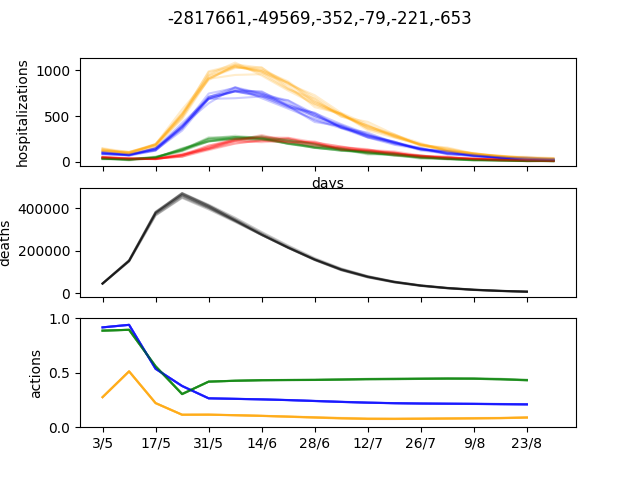 -2817661,-49569,-352,-79,-221,-653
hospitalizations
1000
500
0
days
deaths
400000
200000
0
actions
1.0
0.5
0.0
3/5 17/5 31/5 14/6 28/6 12/7 26/7 9/8 23/8